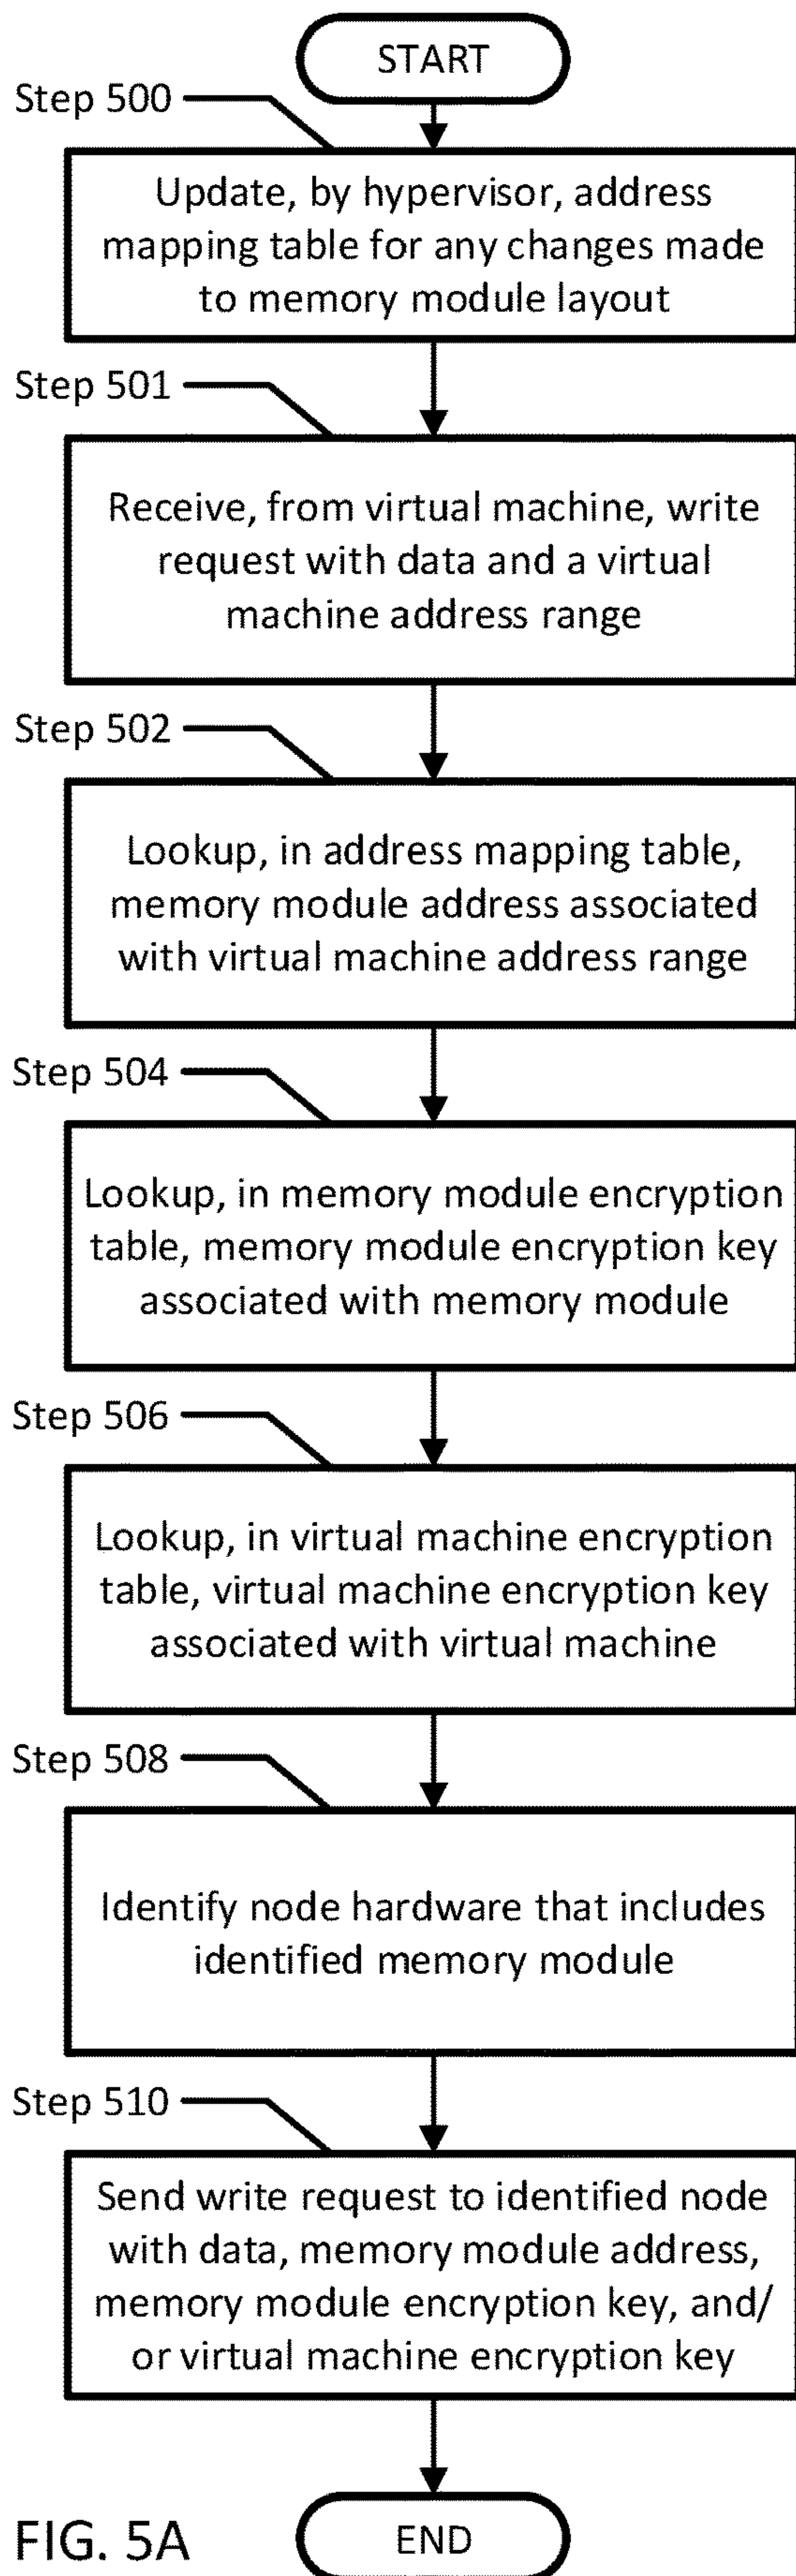 START
Step 500
Update, by hypervisor, address
mapping table for any changes made
to memory module layout
Step 501
Receive, from virtual machine, write
request with data and a virtual
machine address range
Step 502
Lookup, in address mapping table,
memory module address associated
with virtual machine address range
Step 504
Lookup, in memory module encryption
table, memory module encryption key
associated with memory module
Step 506
Lookup, in virtual machine encryption
table, virtual machine encryption key
associated with virtual machine
Step 508
Identify node hardware that includes
identified memory module
Step 510
Send write request to identified node
with data, memory module address,
memory module encryption key, and/
or virtual machine encryption key
END
FIG. 5A